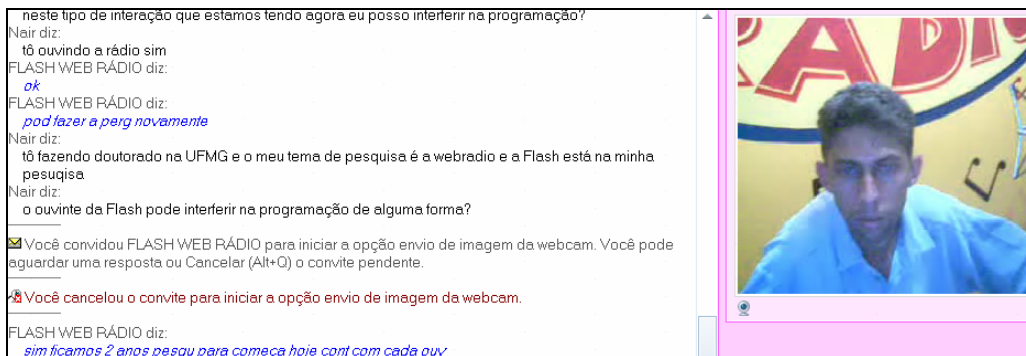 neste tipo de interação que estamos tendo agora eu posso interferir na programação?
Nair diz:
tô ouvindo a rádio sim
FLASH WEB RÁDIO diz:
ok
FLASH WEB RÁDIO diz:
pod fazer a perg novamente
Nair diz:
tô fazendo doutorado na UFMG e o meu tema de pesquisa é a webradio e a Flash está na minha
pesuqisa
Nair diz:
o ouvinte da Flash pode interferir na programação de alguma forma?
Você convidou FLASH WEB RÁDIO para iniciar a opção envio de imagem da webcam. Você pode
aguardar uma resposta ou Cancelar (Alt+Q) o convite pendente.
Você cancelou o convite para iniciar a opção envio de imagem da webcam.
FLASH WEB RÁDIO diz:
sim ficamos 2 anos pesqu para começa hoje cont com cada ouv
RÁDIO